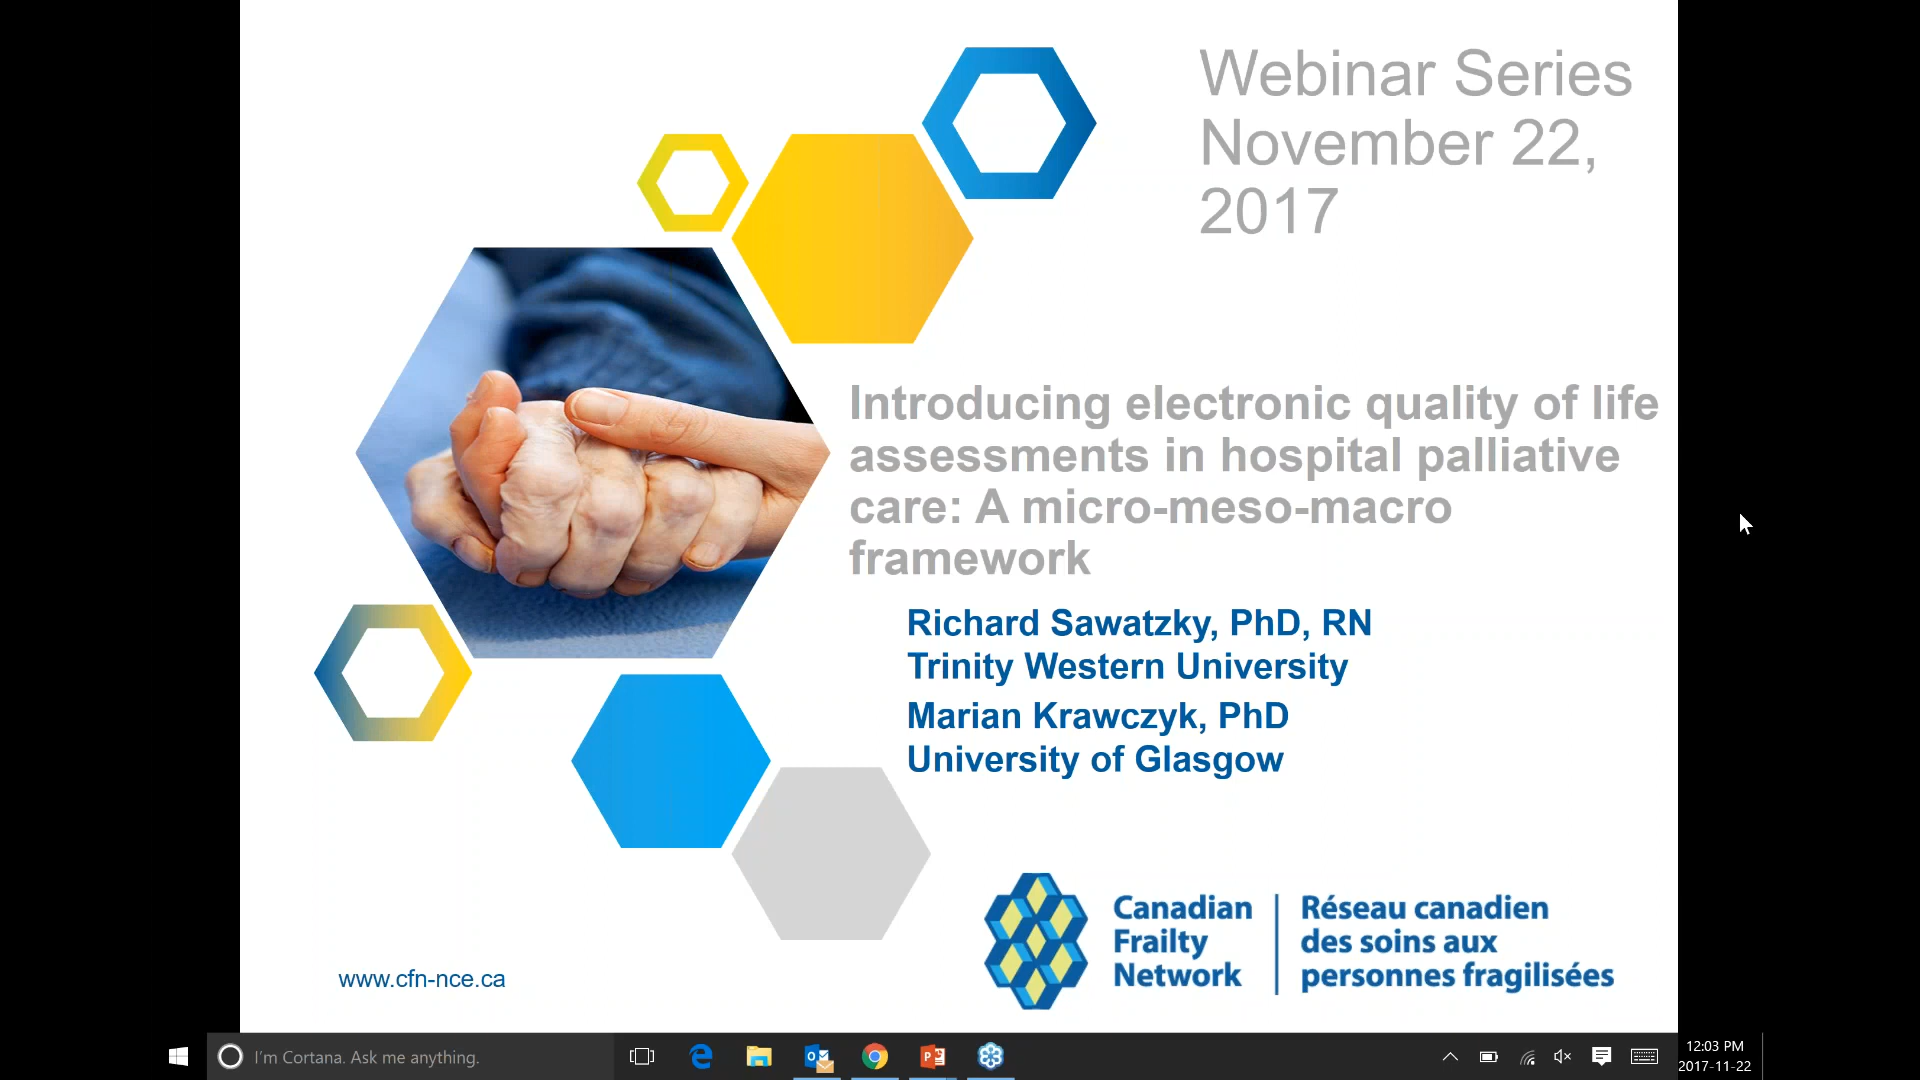 Webinar Series
November 22,
2017
Introducing electronic quality of life
assessments in hospital palliative
care: A micro-meso-macro
framework
Richard Sawatzky, PhD, RN
Trinity Western University
Marian Krawczyk, PhD
University of Glasgow
Canadian
Frailty
Network
Réseau canadien
des soins aux
personnes fragilisées
www.cfn-nce.ca
I'm Cortana. Ask me anything.
12:03 PM
2017-11-22